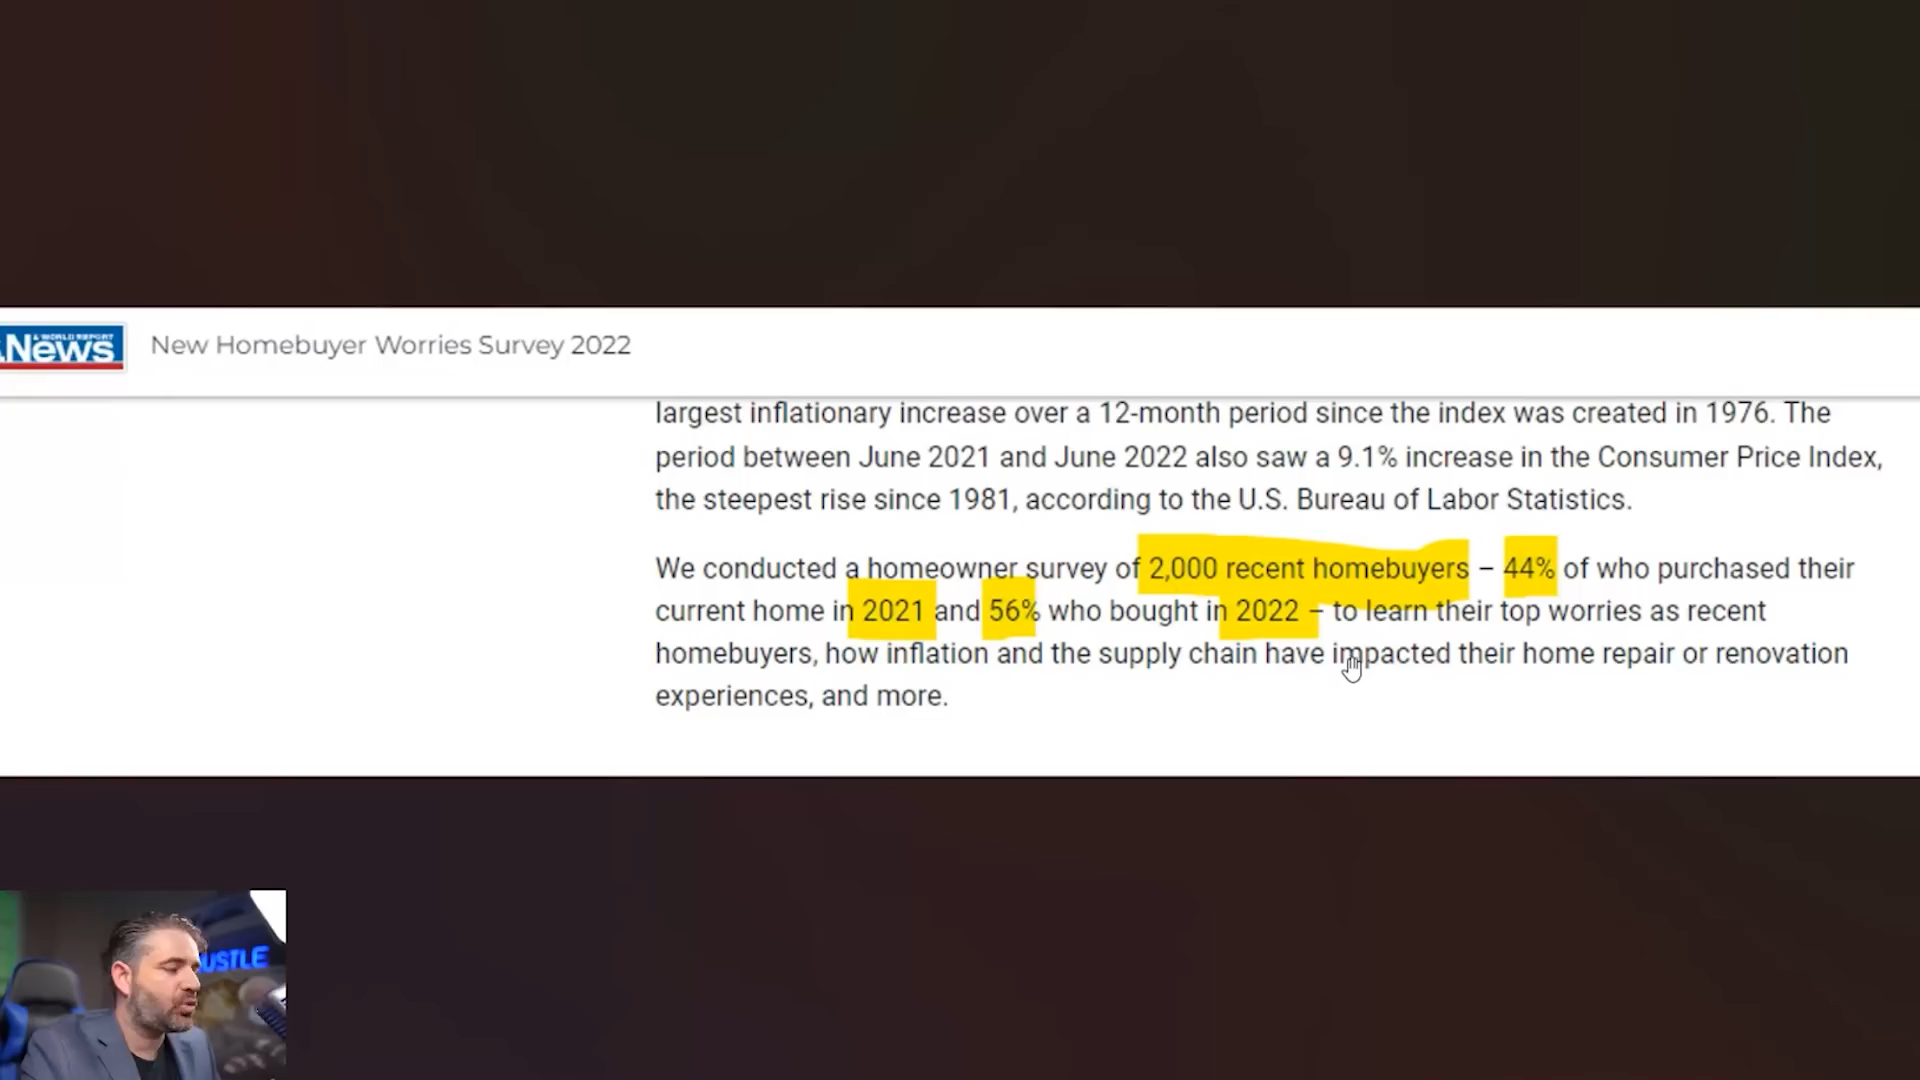 & WORLD REPORT
News
New Homebuyer Worries Survey 2022
largest inflationary increase over a 12-month period since the index was created in 1976. The
period between June 2021 and June 2022 also saw a 9.1% increase in the Consumer Price Index,
the steepest rise since 1981, according to the U.S. Bureau of Labor Statistics.
We conducted a homeowner survey of 2,000 recent homebuyers – 44% of who purchased their
current home in 2021 and 56% who bought in 2022 – to learn their top worries as recent
homebuyers, how inflation and the supply chain have impacted their home repair or renovation
experiences, and more.
USTLE